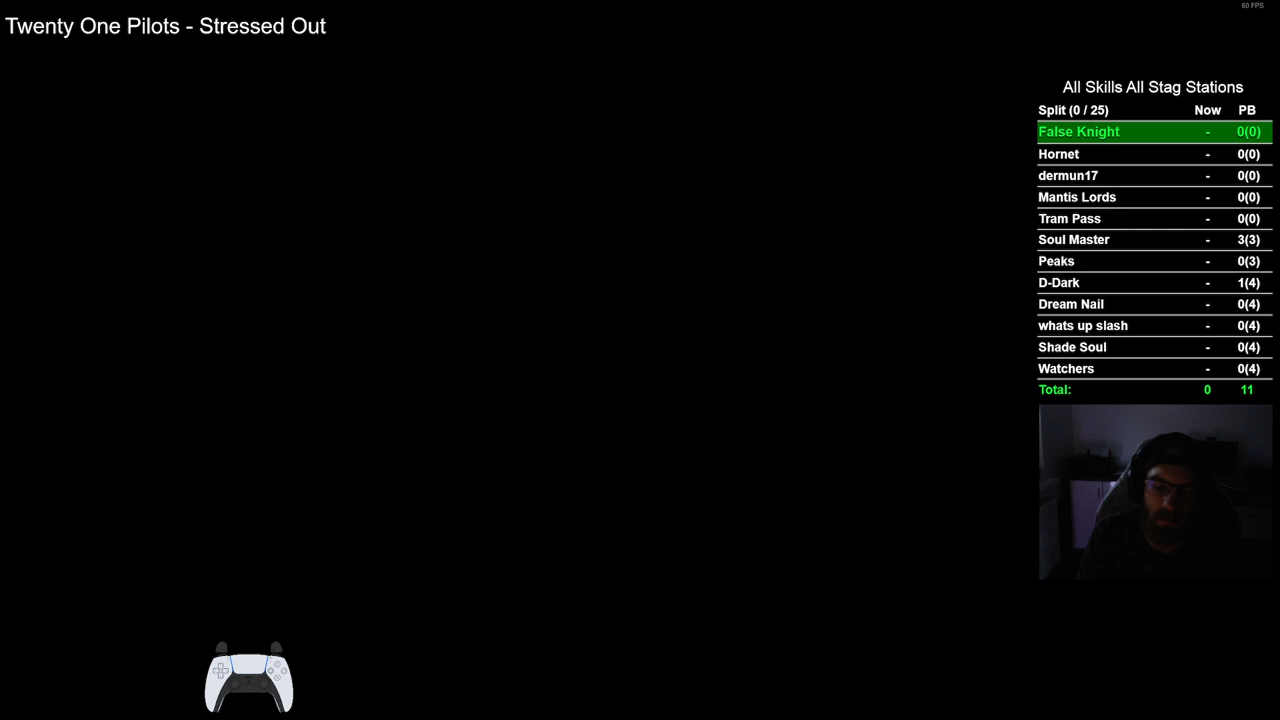 60 FPS
Twenty One Pilots - Stressed Out
All Skills All Stag Stations
Split (0 / 25) Now PB
False Knight - 0(0)
Hornet - 0(0)
dermun17 - 0(0)
Mantis Lords - 0(0)
Tram Pass - 0(0)
Soul Master - 3(3)
Peaks - 0(3)
D-Dark - 1(4)
Dream Nail - 0(4)
whats up slash - 0(4)
Shade Soul - 0(4)
Watchers - 0(4)
Total: 0 11